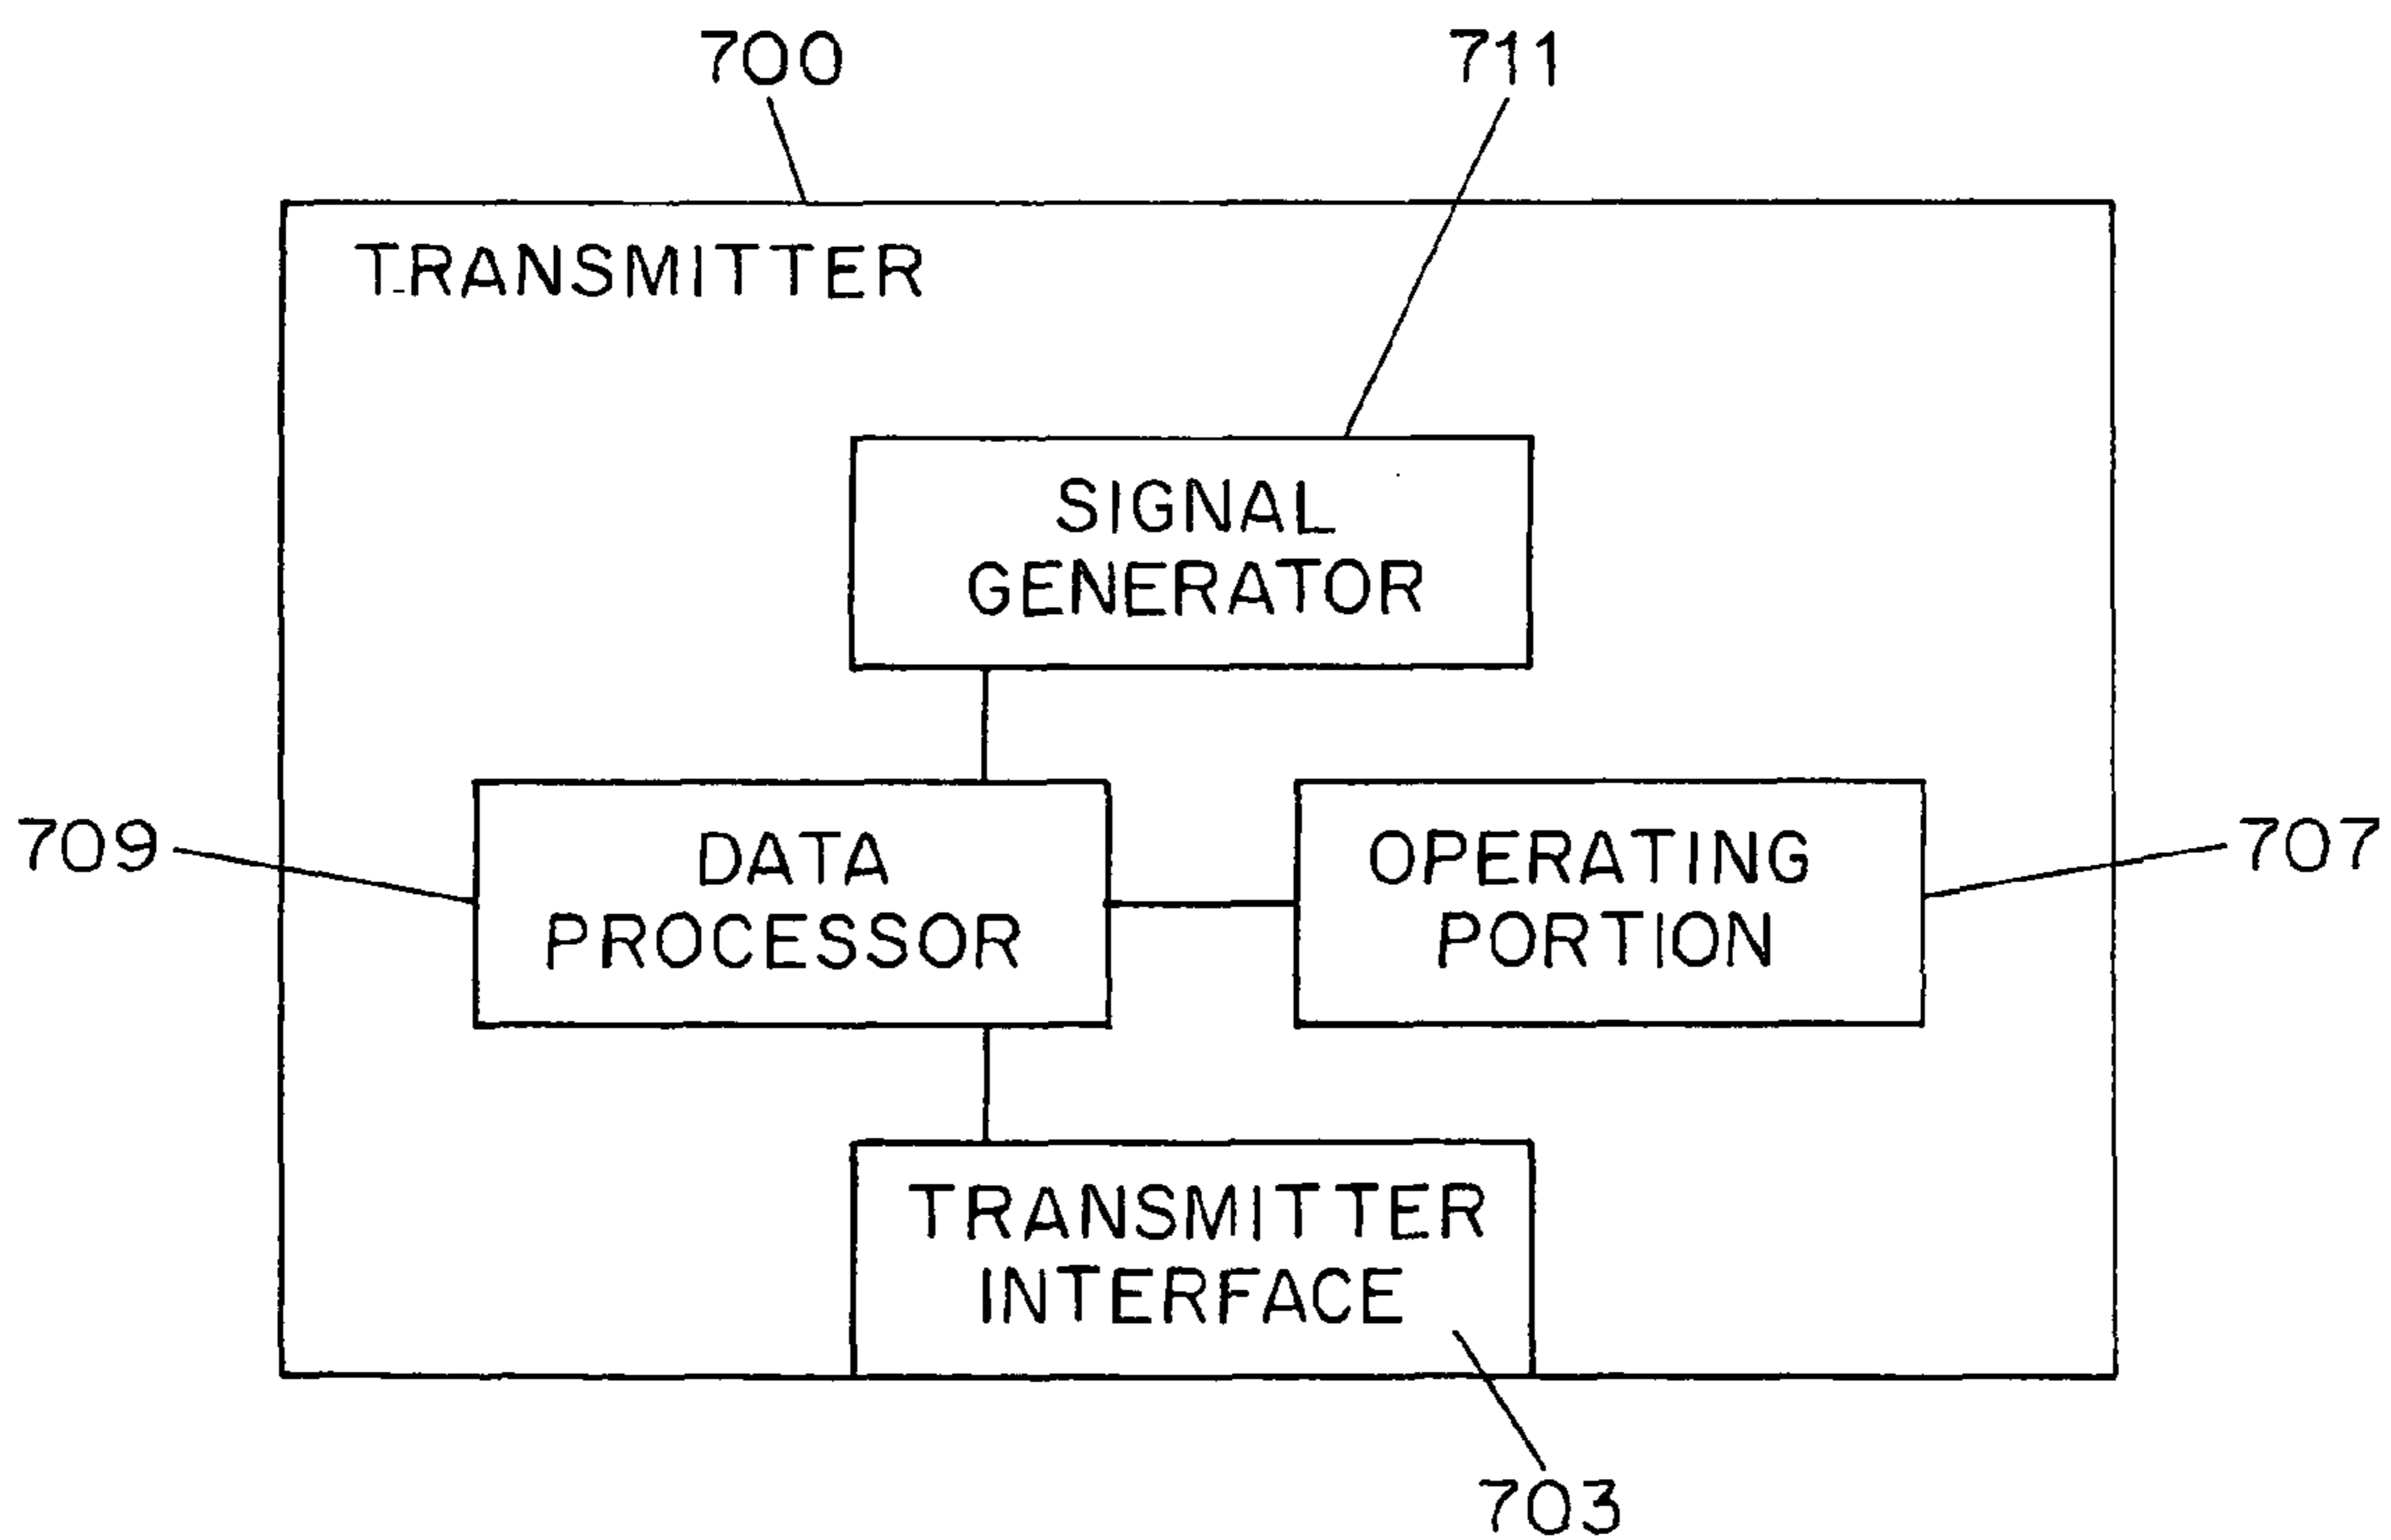 700
711
TRANSMITTER
SIGNAL
GENERATOR
709
DATA
PROCESSOR
OPERATING
PORTION
707
TRANSMITTER
INTERFACE
703